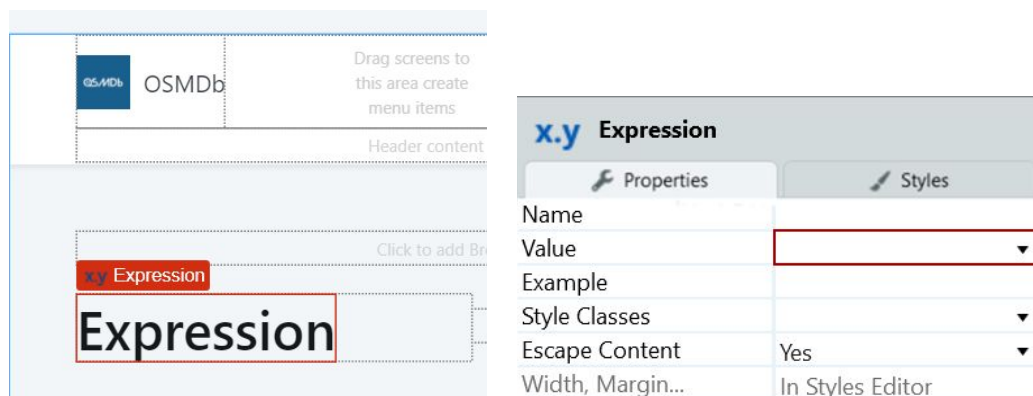 OSMDb
OSMDb
Drag screens to
this area create
menu items
Header content
Click to add Br
x.y Expression
Expression
x.y Expression
Properties
Styles
Name
Value
Example
Style Classes
Escape Content Yes
Width, Margin... In Styles Editor